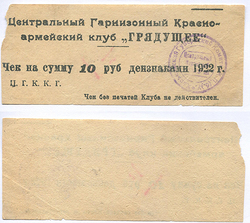 Центральный Гарнизонный Красно-
армейский клуб „ГРЯДУЩЕЕ"
Чек на сумму 10 руб дензнаками 1922 г.
Ц. Г. К. К. Г.
Чек без печатей Клуба не действителен.